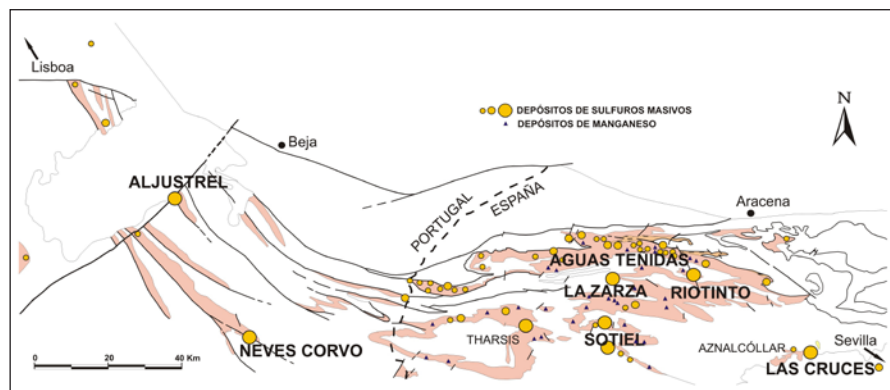 Lisboa
N
DEPÓSITOS DE SULFUROS MASIVOS
DEPÓSITOS DE MANGANESO
Beja
ALJUSTREL
PORTUGAL
ESPAÑA
Aracena
AGUAS TENIDAS
LA ZARZA
RIOTINTO
THARSIS
SOTIEL
NEVES CORVO
AZNALCÓLLAR
Sevilla
LAS CRUCES
0 20 40 Km